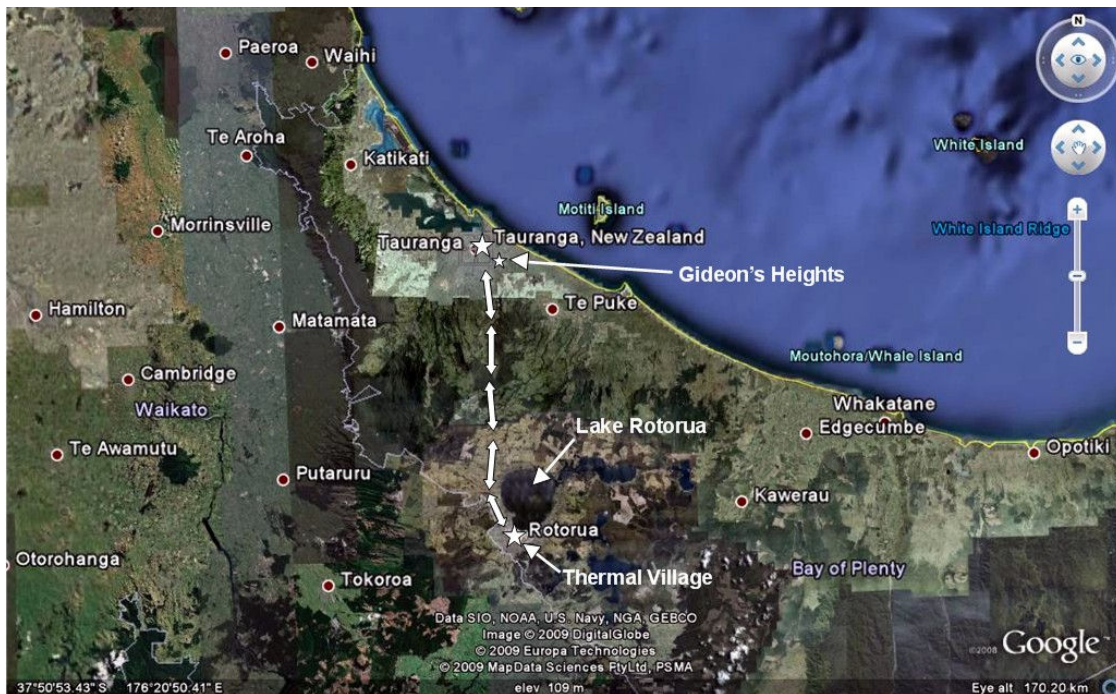 N
Paeroa
Waihi
Te Aroha
Katikati
White Island
Motiti Island
Morrinsville
White Island Ridge
Tauranga
Tauranga, New Zealand
Gideon's Heights
Te Puke
Hamilton
Matamata
Moutohora/Whale Island
Cambridge
Waikato
Whakatane
Lake Rotorua
Edgecumbe
Opotiki
Te Awamutu
Putaruru
Kawerau
Rotorua
Otorohanga
Thermal Village
Bay of Plenty
Tokoroa
Data SIO, NOAA, U.S. Navy, NGA, GEBCO
Image © 2009 DigitalGlobe
© 2009 Europa Technologies
© 2009 MapData Sciences PtyLtd, PSMA
©2008 Google
37°50'53.43" S 176°20'50.41" E
elev 109 m
Eye alt 170.20 km